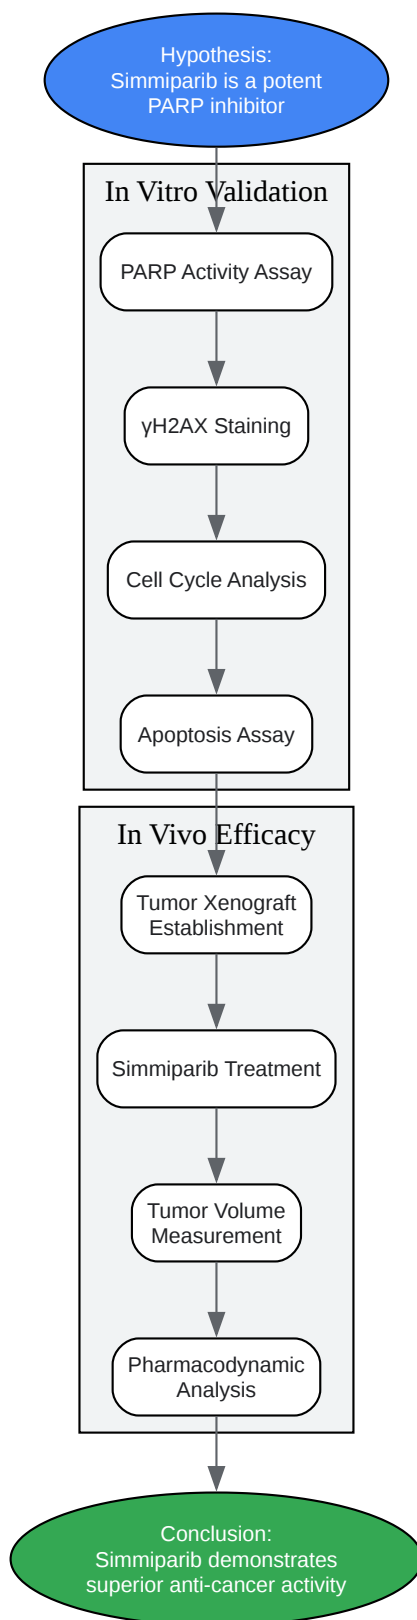 Hypothesis:
Simmiparib is a potent
PARP inhibitor
In Vitro Validation
PARP Activity Assay
γH2AX Staining
Cell Cycle Analysis
Apoptosis Assay
In Vivo Efficacy
Tumor Xenograft
Establishment
Simmiparib Treatment
Tumor Volume
Measurement
Pharmacodynamic
Analysis
Conclusion:
Simmiparib demonstrates
superior anti-cancer activity